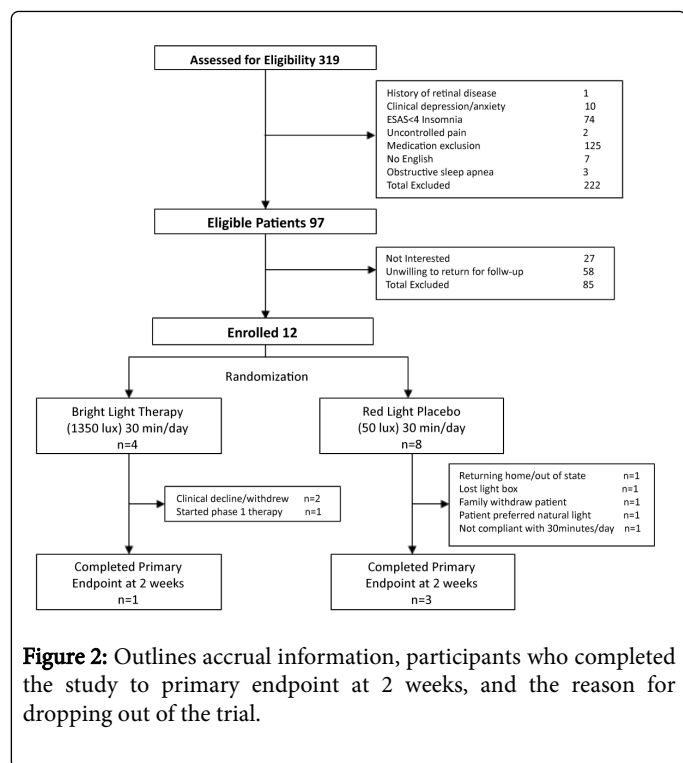 Assessed for Eligibility 319
History of retinal disease 1
Clinical depression/anxiety 10
ESAS<4 Insomnia 74
Uncontrolled pain 2
Medication exclusion 125
No English 7
Obstructive sleep apnea 3
Total Excluded 222
Eligible Patients 97
Not Interested 27
Unwilling to return for follw-up 58
Total Excluded 85
Enrolled 12
Randomization
Bright Light Therapy
(1350 lux) 30 min/day
n=4
Red Light Placebo
(50 lux) 30 min/day
n=8
Clinical decline/withdrew n=2
Started phase 1 therapy n=1
Returning home/out of state n=1
Lost light box n=1
Family withdraw patient n=1
Patient preferred natural light n=1
Not compliant with 30minutes/day n=1
Completed Primary
Endpoint at 2 weeks
n=1
Completed Primary
Endpoint at 2 weeks
n=3
Figure 2: Outlines accrual information, participants who completed
the study to primary endpoint at 2 weeks, and the reason for
dropping out of the trial.